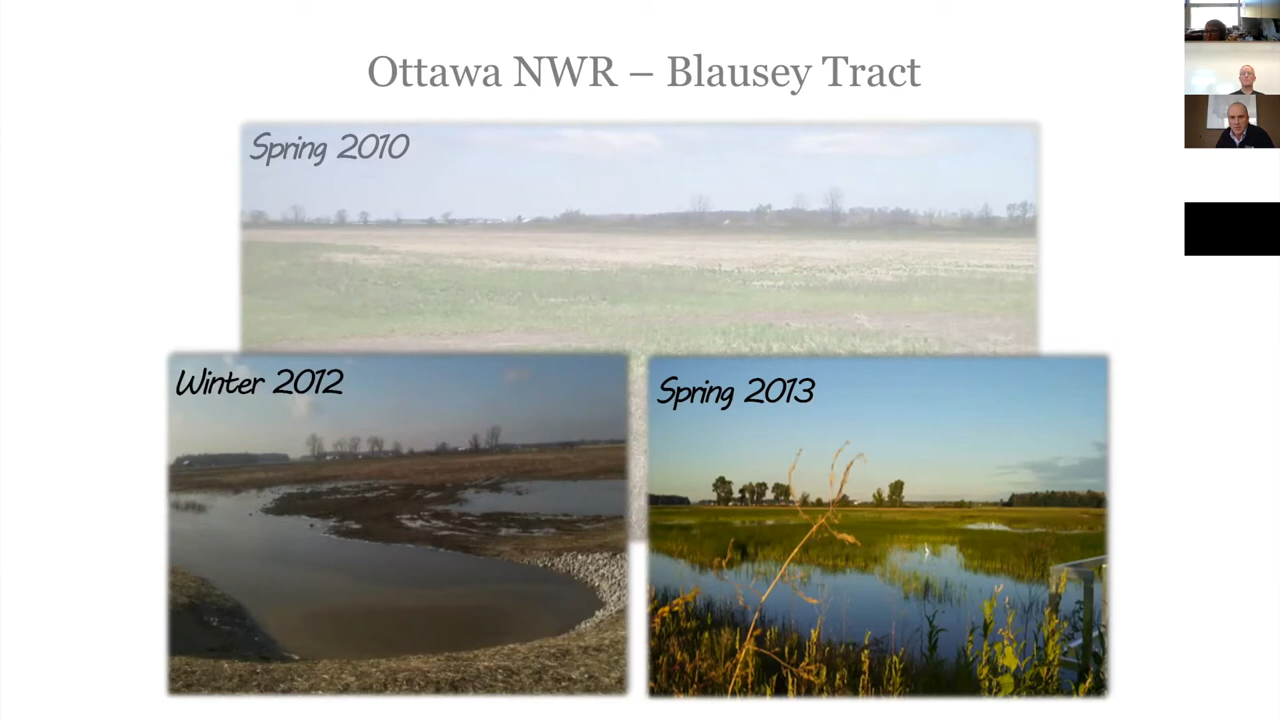 Ottawa NWR – Blausey Tract
Spring 2010
Winter 2012
Spring 2013